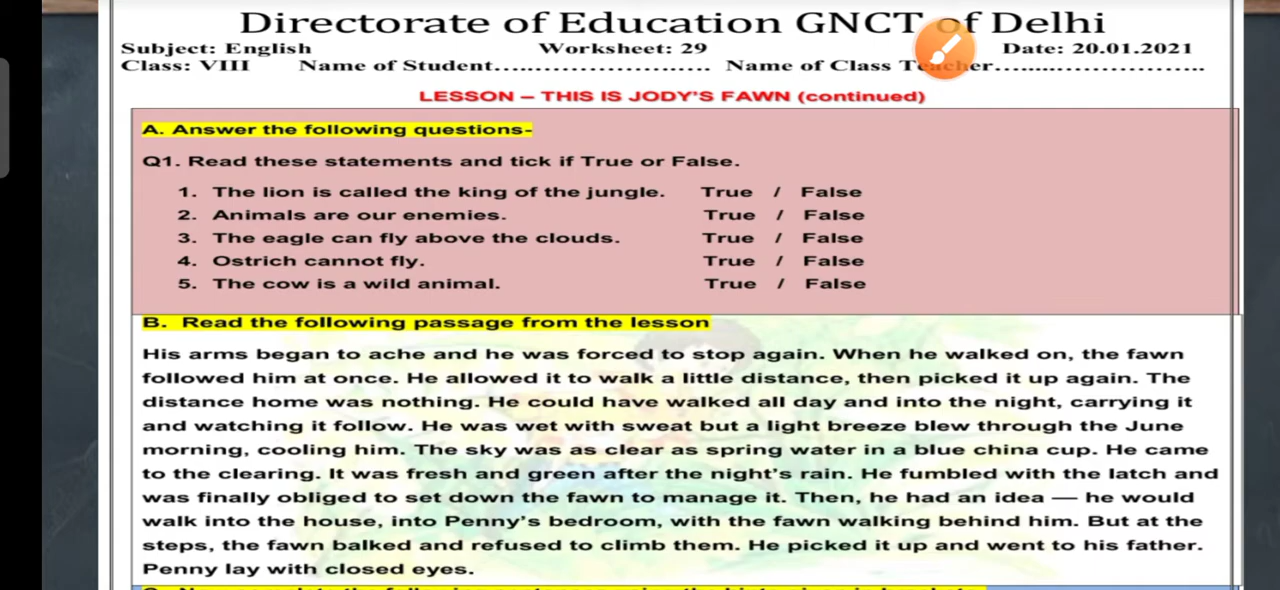 Directorate of Education GNCT of Delhi
Subject: English Worksheet: 29 Date: 20.01.2021
Class: VIII Name of Student.....………………… Name of Class Teacher….....………………..
LESSON – THIS IS JODY'S FAWN (continued)
A. Answer the following questions-
Q1. Read these statements and tick if True or False.
1. The lion is called the king of the jungle. True / False
2. Animals are our enemies. True / False
3. The eagle can fly above the clouds. True / False
4. Ostrich cannot fly. True / False
5. The cow is a wild animal. True / False
B. Read the following passage from the lesson
His arms began to ache and he was forced to stop again. When he walked on, the fawn
followed him at once. He allowed it to walk a little distance, then picked it up again. The
distance home was nothing. He could have walked all day and into the night, carrying it
and watching it follow. He was wet with sweat but a light breeze blew through the June
morning, cooling him. The sky was as clear as spring water in a blue china cup. He came
to the clearing. It was fresh and green after the night's rain. He fumbled with the latch and
was finally obliged to set down the fawn to manage it. Then, he had an idea — he would
walk into the house, into Penny's bedroom, with the fawn walking behind him. But at the
steps, the fawn balked and refused to climb them. He picked it up and went to his father.
Penny lay with closed eyes.